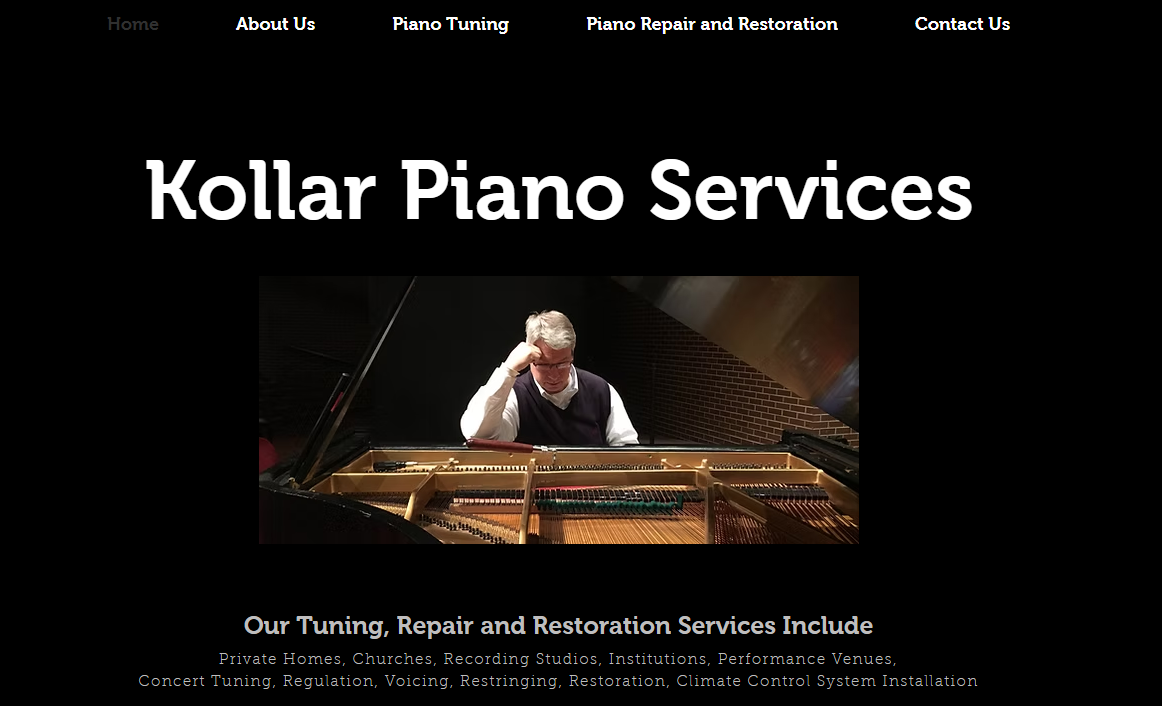 Home About Us Piano Tuning Piano Repair and Restoration Contact Us
Kollar Piano Services
Our Tuning, Repair and Restoration Services Include
Private Homes, Churches, Recording Studios, Institutions, Performance Venues,
Concert Tuning, Regulation, Voicing, Restringing, Restoration, Climate Control System Installation